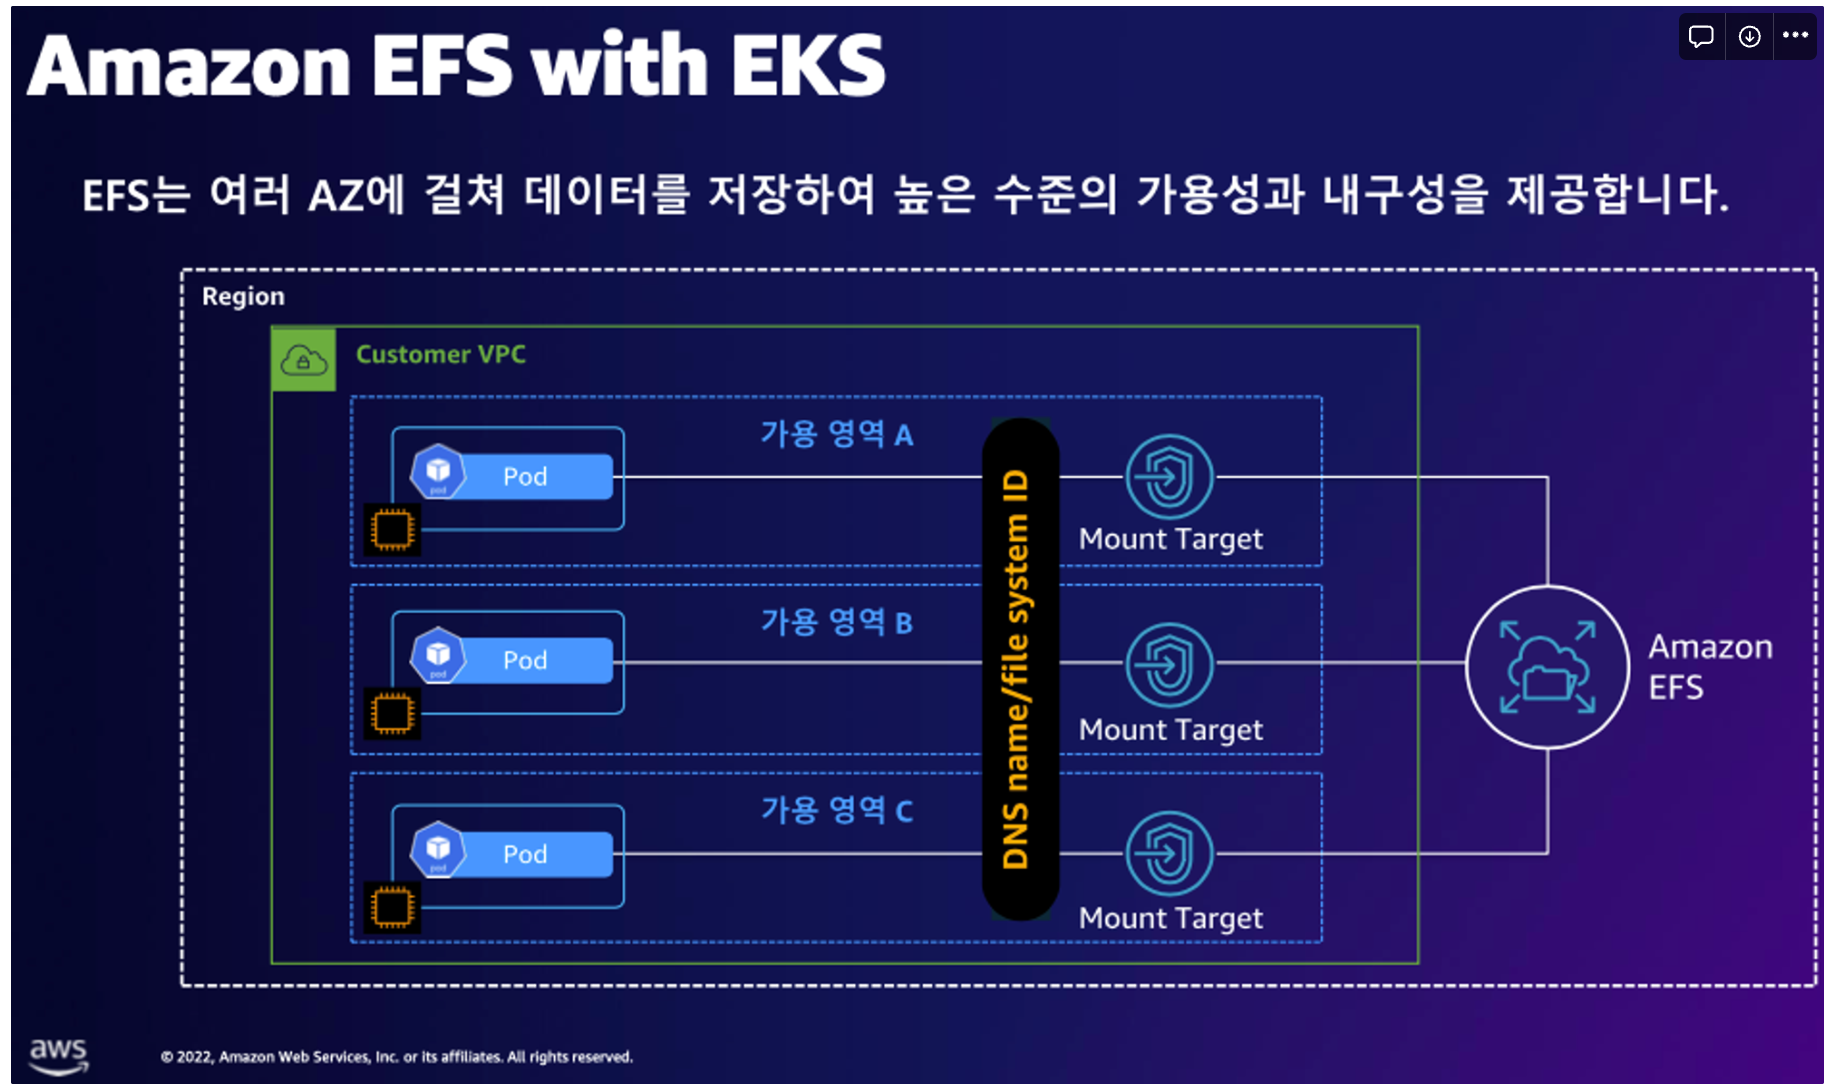 Amazon EFS with EKS
EFS는 여러 AZ에 걸쳐 데이터를 저장하여 높은 수준의 가용성과 내구성을 제공합니다.
Region
Customer VPC
가용 영역 A
pod
Pod
Mount Target
가용 영역 B
pod
Pod
Mount Target
가용 영역 C
pod
Pod
Mount Target
DNS name/file system ID
Amazon
EFS
aws
© 2022, Amazon Web Services, Inc. or its affiliates. All rights reserved.